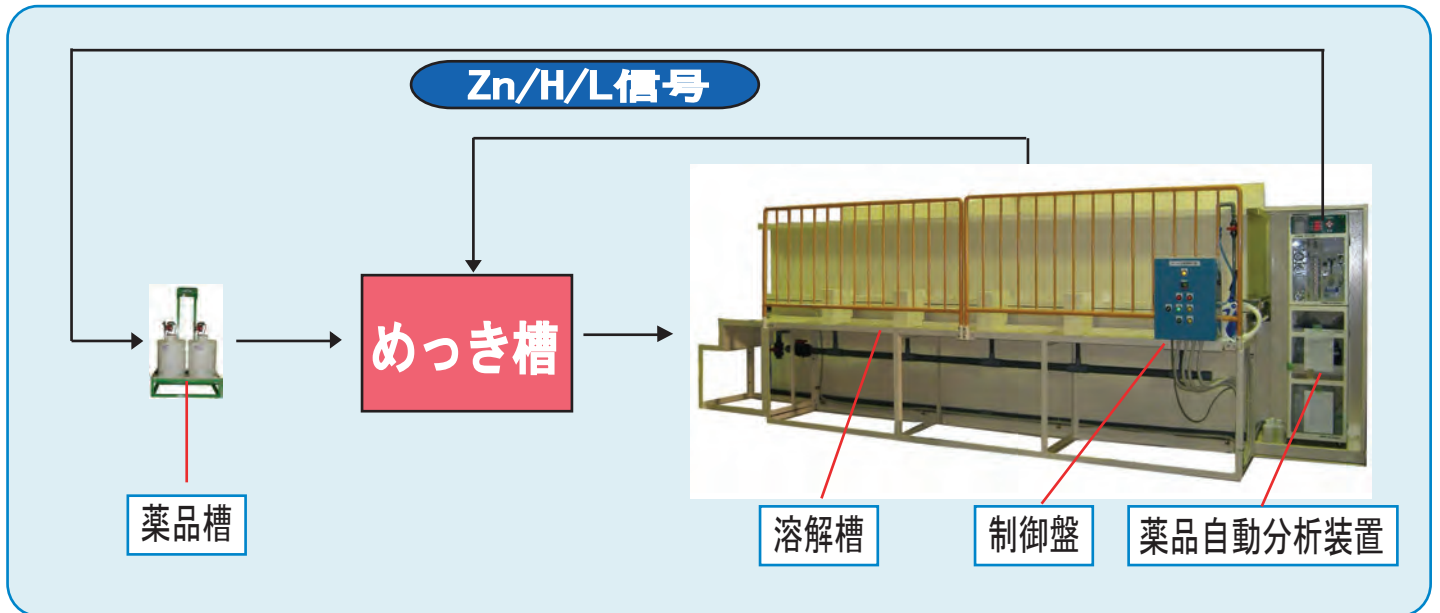 Zn/H/L信号
めっき槽
薬品槽
溶解槽
制御盤
薬品自動分析装置